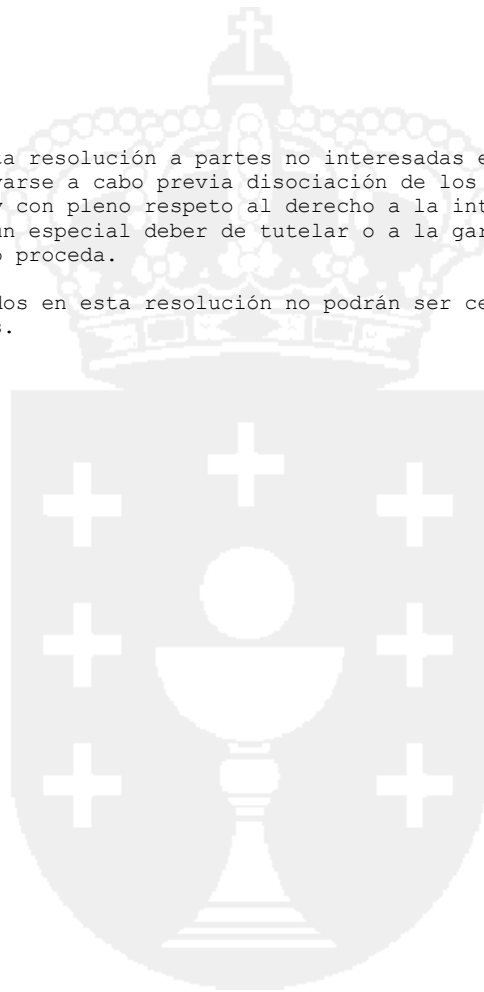 ta resolución a partes no interesadas e
varse a cabo previa disociación de los
y con pleno respeto al derecho a la int
un especial deber de tutelar o a la gar
o proceda.
dos en esta resolución no podrán ser ce
s.